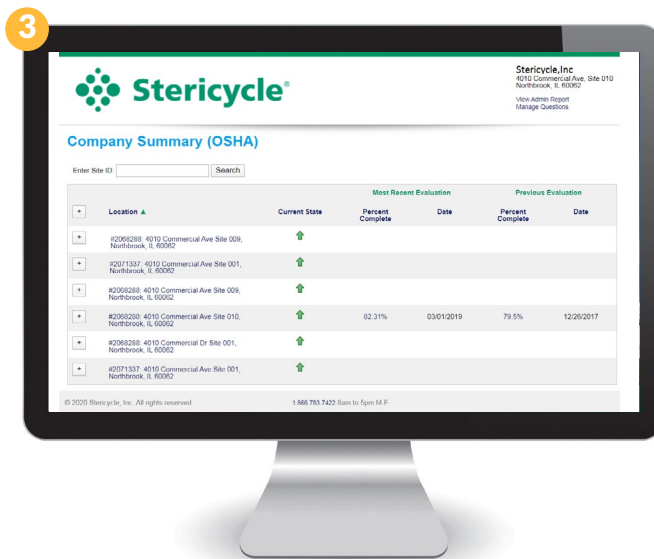 3
Stericycle®
Stericycle,Inc
4010 Commercial Ave, Site 010
Northbrook, IL 60062
View Admin Report
Manage Questions
Company Summary (OSHA)
Enter Site ID: Search
Most Recent Evaluation Previous Evaluation
+ Location ▲ Current State Percent Complete Date Percent Complete Date
+ #2068288: 4010 Commercial Ave Site 009,
Northbrook, IL 60062
+ #2071337: 4010 Commercial Ave Site 001,
Northbrook, IL 60062
+ #2068288: 4010 Commercial Ave Site 009,
Northbrook, IL 60062
+ #2068288: 4010 Commercial Ave Site 010, 82.31% 03/01/2019 79.5% 12/26/2017
Northbrook, IL 60062
+ #2068288: 4010 Commercial Dr Site 001,
Northbrook, IL 60062
+ #2071337: 4010 Commercial Ave Site 001,
Northbrook, IL 60062
© 2020 Stericycle, Inc. All rights reserved 1.866.783.7422 8am to 5pm M-F